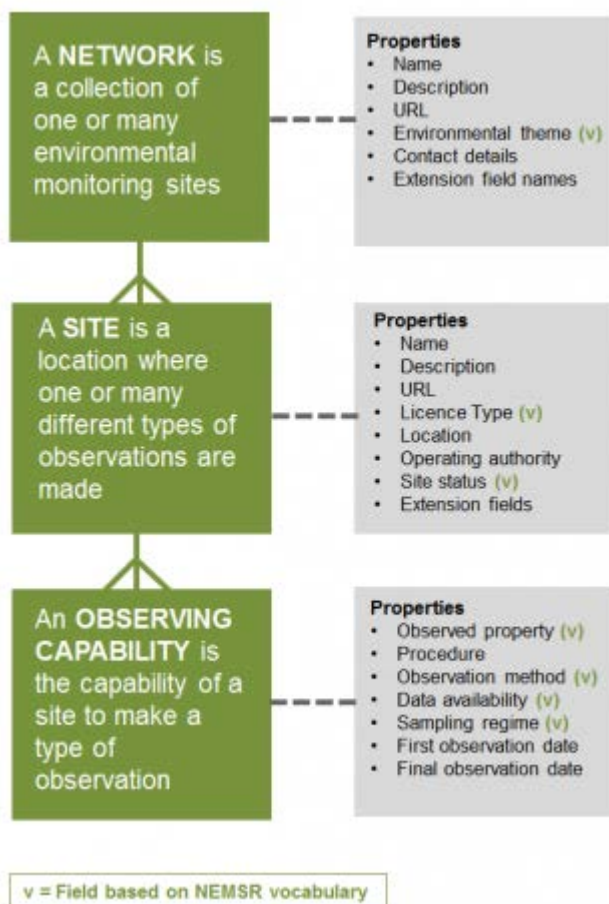 A NETWORK is
a collection of
one or many
environmental
monitoring sites
Properties
• Name
• Description
• URL
• Environmental theme (v)
• Contact details
• Extension field names
A SITE is a
location where
one or many
different types of
observations are
made
Properties
• Name
• Description
• URL
• Licence Type (v)
• Location
• Operating authority
• Site status (v)
• Extension fields
An OBSERVING
CAPABILITY is
the capability of a
site to make a
type of
observation
Properties
• Observed property (v)
• Procedure
• Observation method (v)
• Data availability (v)
• Sampling regime (v)
• First observation date
• Final observation date
v = Field based on NEMSR vocabulary